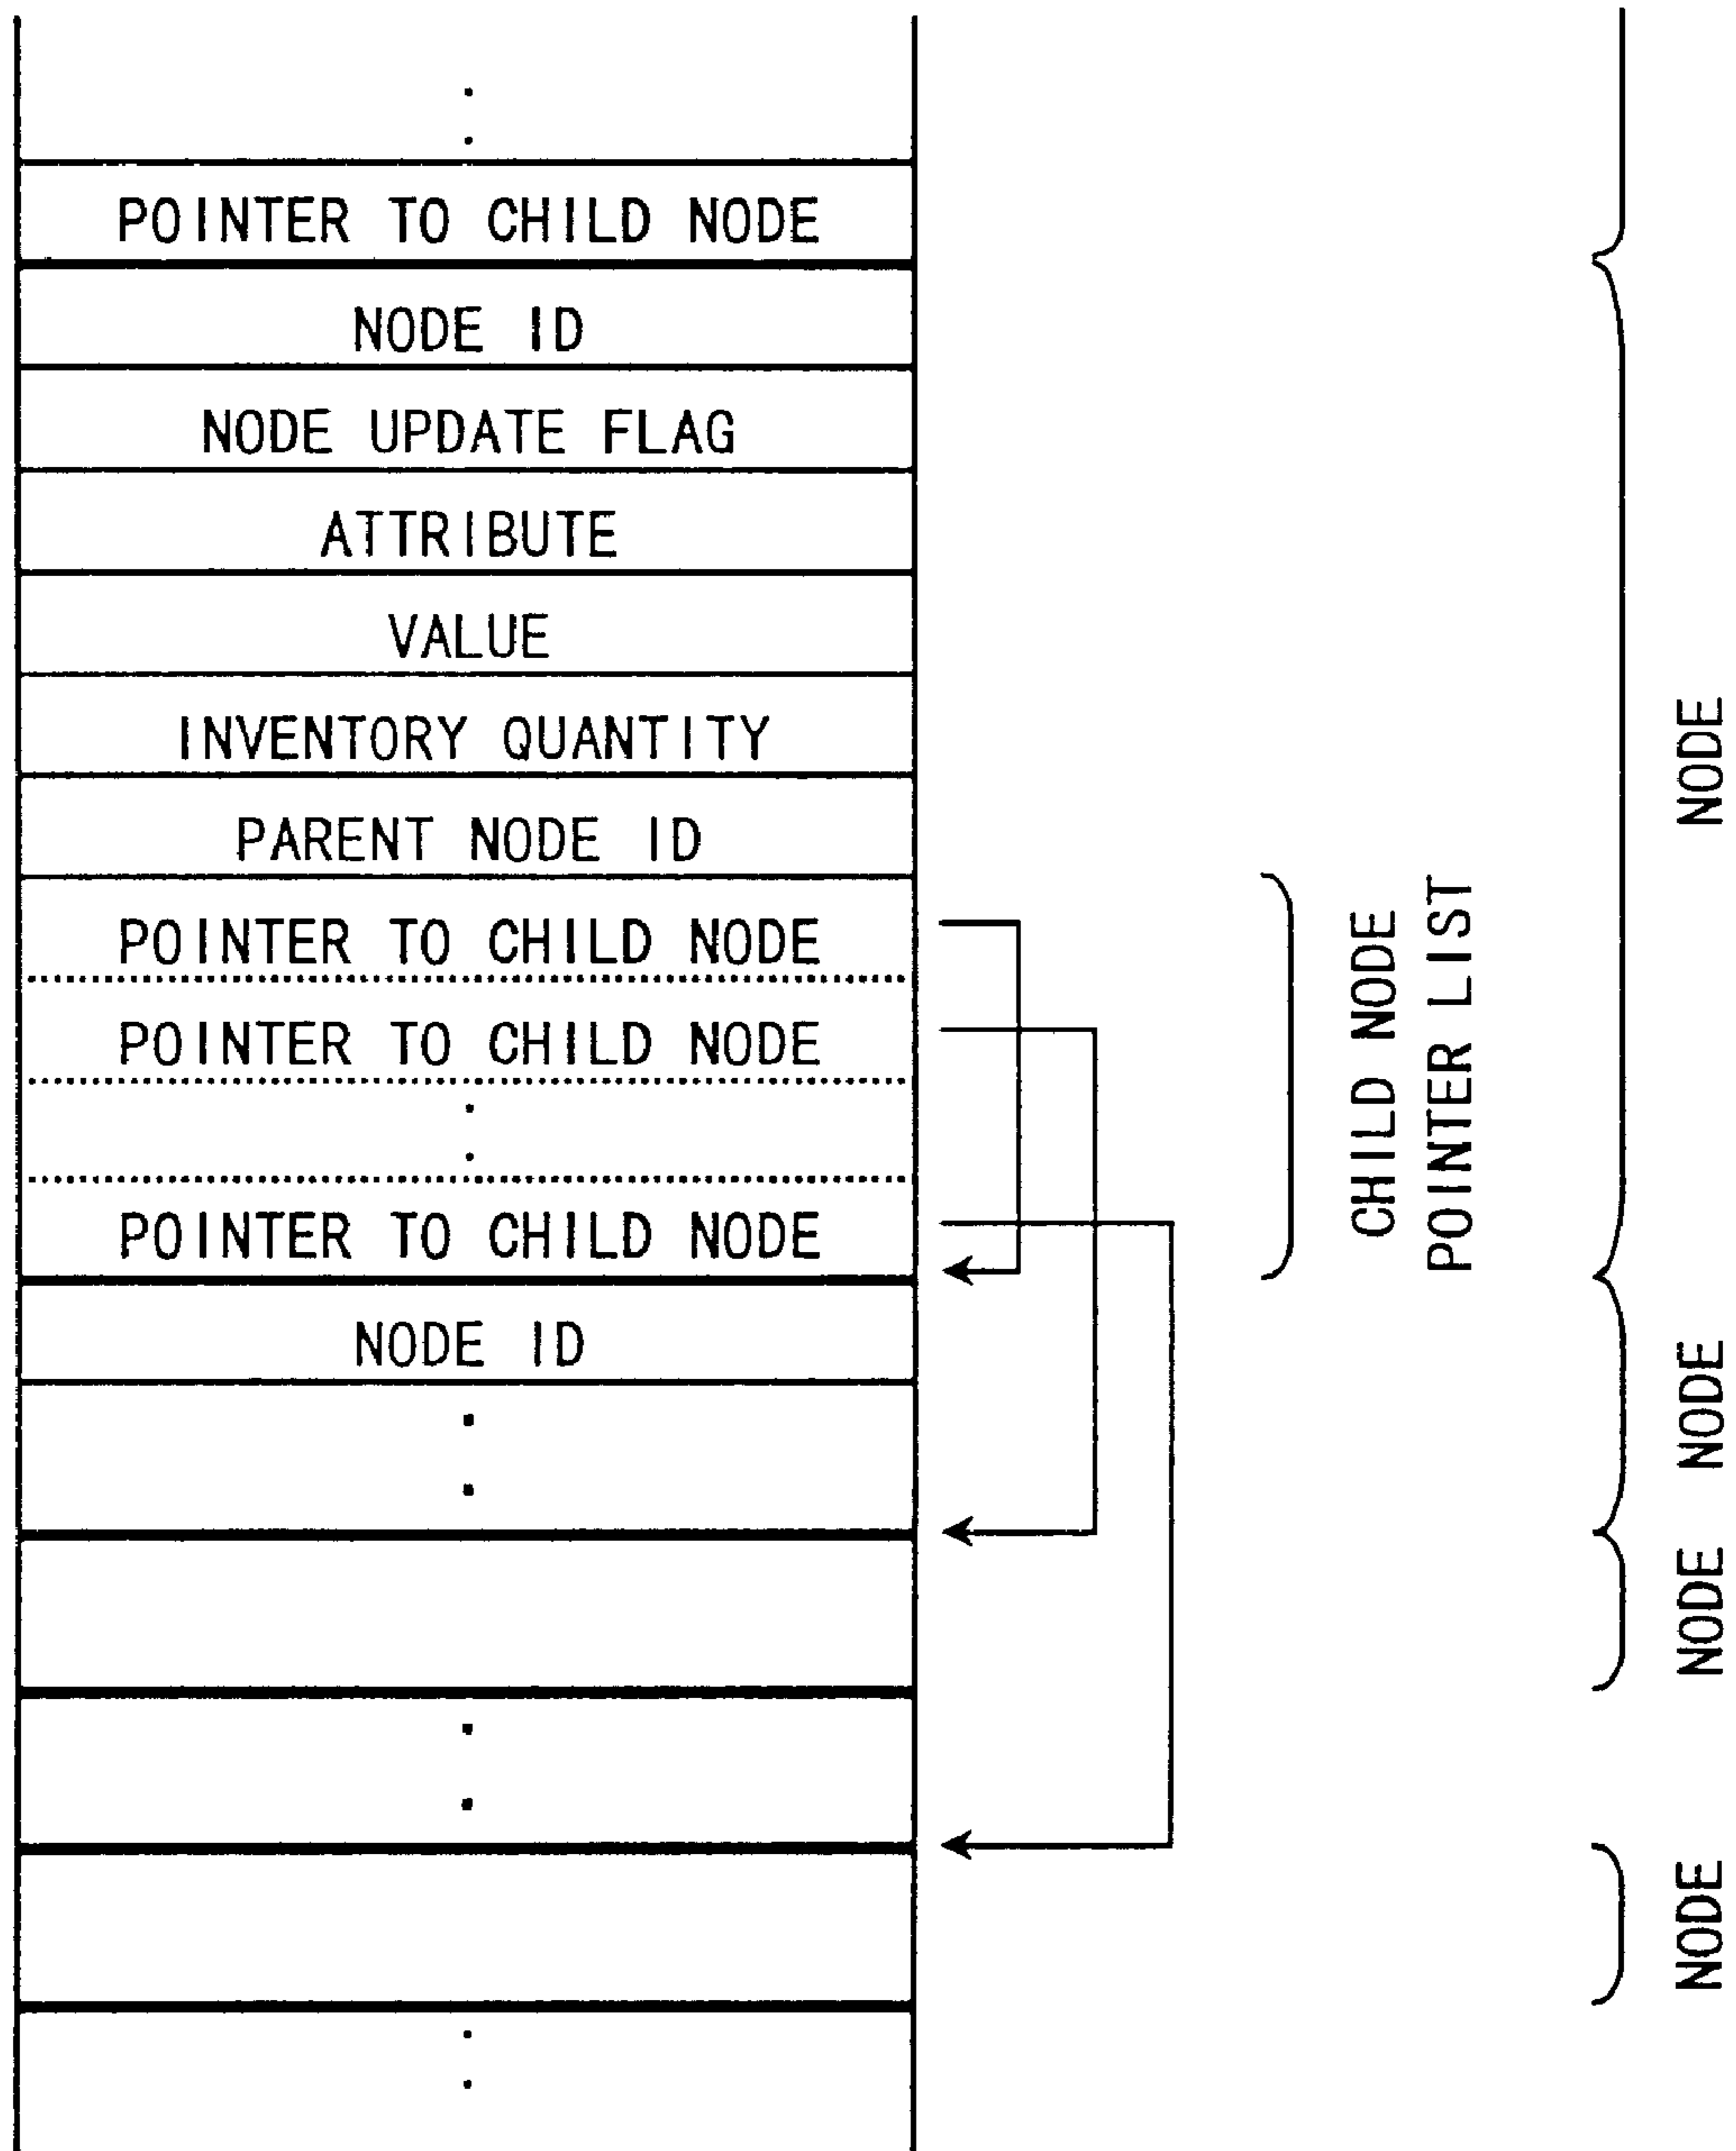 POINTER TO CHILD NODE
NODE ID
NODE UPDATE FLAG
ATTRIBUTE
VALUE
INVENTORY QUANTITY
PARENT NODE ID
POINTER TO CHILD NODE
POINTER TO CHILD NODE
POINTER TO CHILD NODE
NODE ID
CHILD NODE
POINTER LIST
NODE
NODE
NODE
NODE